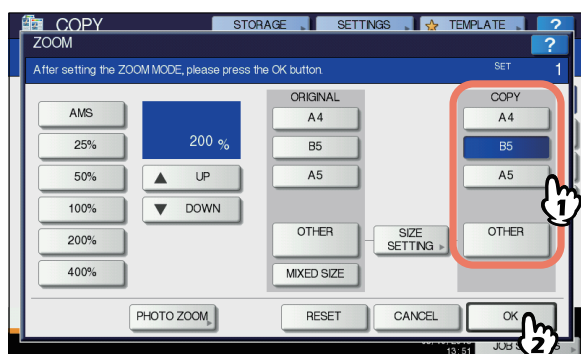 COPY STORAGE SETTINGS TEMPLATE ?
ZOOM ?
After setting the ZOOM MODE, please press the OK button. SET 1
ORIGINAL COPY
AMS A4 A4
25% 200 % B5 B5
50% UP A5 A5
1
100% DOWN
200% OTHER SIZE SETTING OTHER
400% MIXED SIZE
PHOTO ZOOM RESET CANCEL OK
2
13:51 JOB